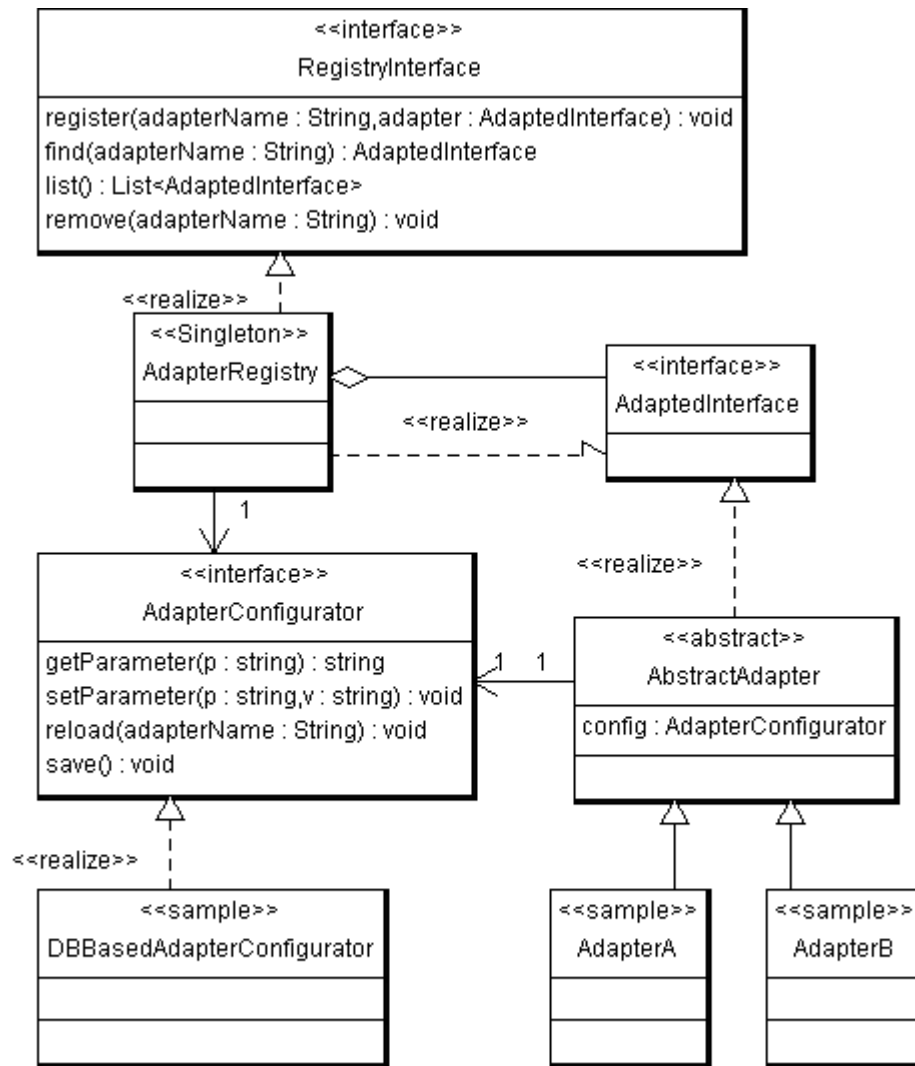 <<interface>>
RegistryInterface
register(adapterName : String,adapter : AdaptedInterface) : void
find(adapterName : String) : AdaptedInterface
list() : List<AdaptedInterface>
remove(adapterName : String) : void
<<realize>>
<<Singleton>>
AdapterRegistry
<<interface>>
AdaptedInterface
<<realize>>
1
<<realize>>
<<interface>>
AdapterConfigurator
getParameter(p : string) : string
setParameter(p : string,v : string) : void
reload(adapterName : String) : void
save() : void
1 1
<<abstract>>
AbstractAdapter
config : AdapterConfigurator
<<realize>>
<<sample>>
DBBasedAdapterConfigurator
<<sample>>
AdapterA
<<sample>>
AdapterB